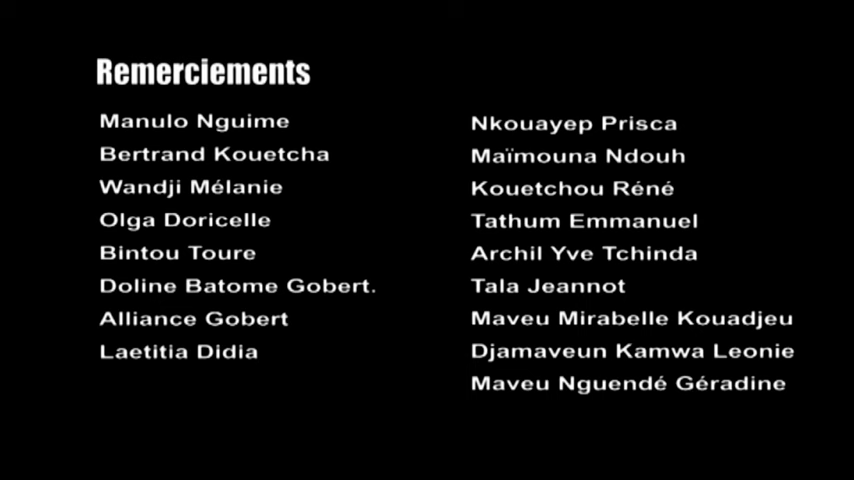 Remerciements
Manulo Nguime
Bertrand Kouetcha
Wandji Mélanie
Olga Doricelle
Bintou Toure
Doline Batome Gobert.
Alliance Gobert
Laetitia Didia
Nkouayep Prisca
Maïmouna Ndouh
Kouetchou Réné
Tathum Emmanuel
Archil Yve Tchinda
Tala Jeannot
Maveu Mirabelle Kouadjeu
Djamaveun Kamwa Leonie
Maveu Nguendé Géradine